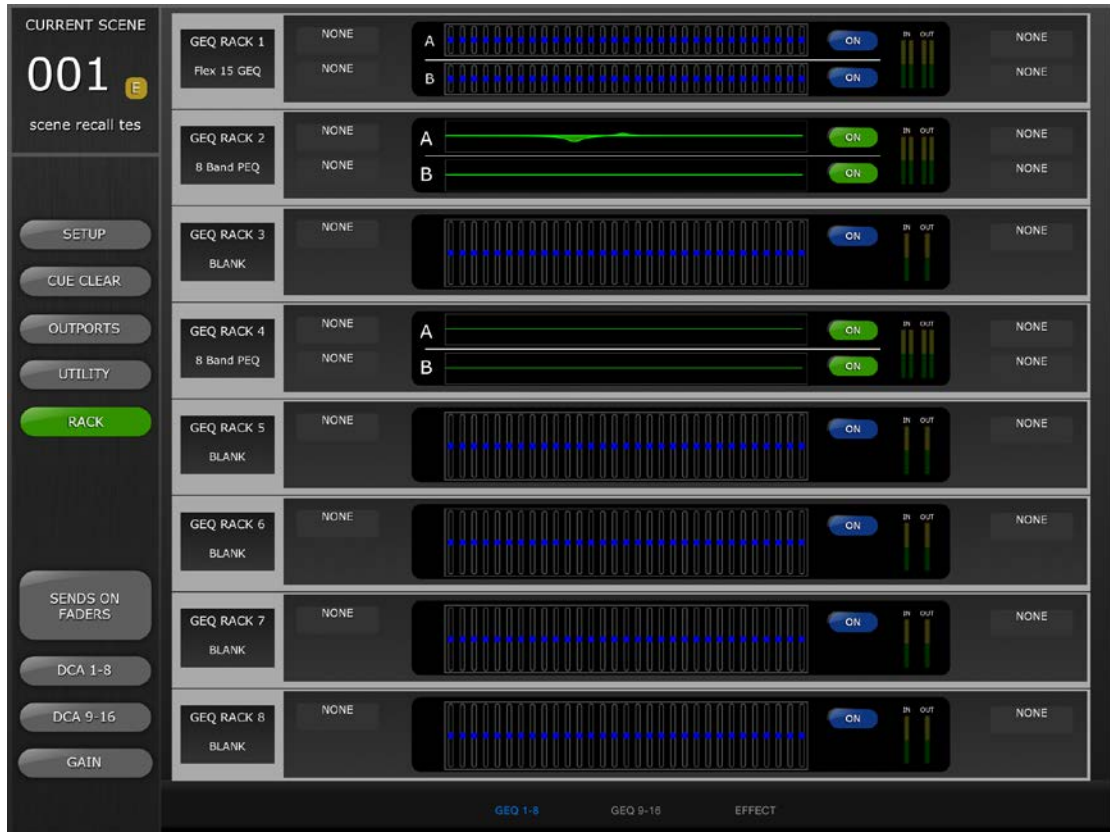 CURRENT SCENE
001 E
scene recall tes
SETUP
CUE CLEAR
OUTPORTS
UTILITY
RACK
SENDS ON
FADERS
DCA 1-8
DCA 9-16
GAIN
GEQ RACK 1
Flex 15 GEQ
NONE
NONE
A
B
ON
ON
IN OUT
NONE
NONE
GEQ RACK 2
8 Band PEQ
NONE
NONE
A
B
ON
ON
IN OUT
NONE
NONE
GEQ RACK 3
BLANK
NONE
ON
IN OUT
NONE
GEQ RACK 4
8 Band PEQ
NONE
NONE
A
B
ON
ON
IN OUT
NONE
NONE
GEQ RACK 5
BLANK
NONE
ON
IN OUT
NONE
GEQ RACK 6
BLANK
NONE
ON
IN OUT
NONE
GEQ RACK 7
BLANK
NONE
ON
IN OUT
NONE
GEQ RACK 8
BLANK
NONE
ON
IN OUT
NONE
GEQ 1-8 GEQ 9-16 EFFECT